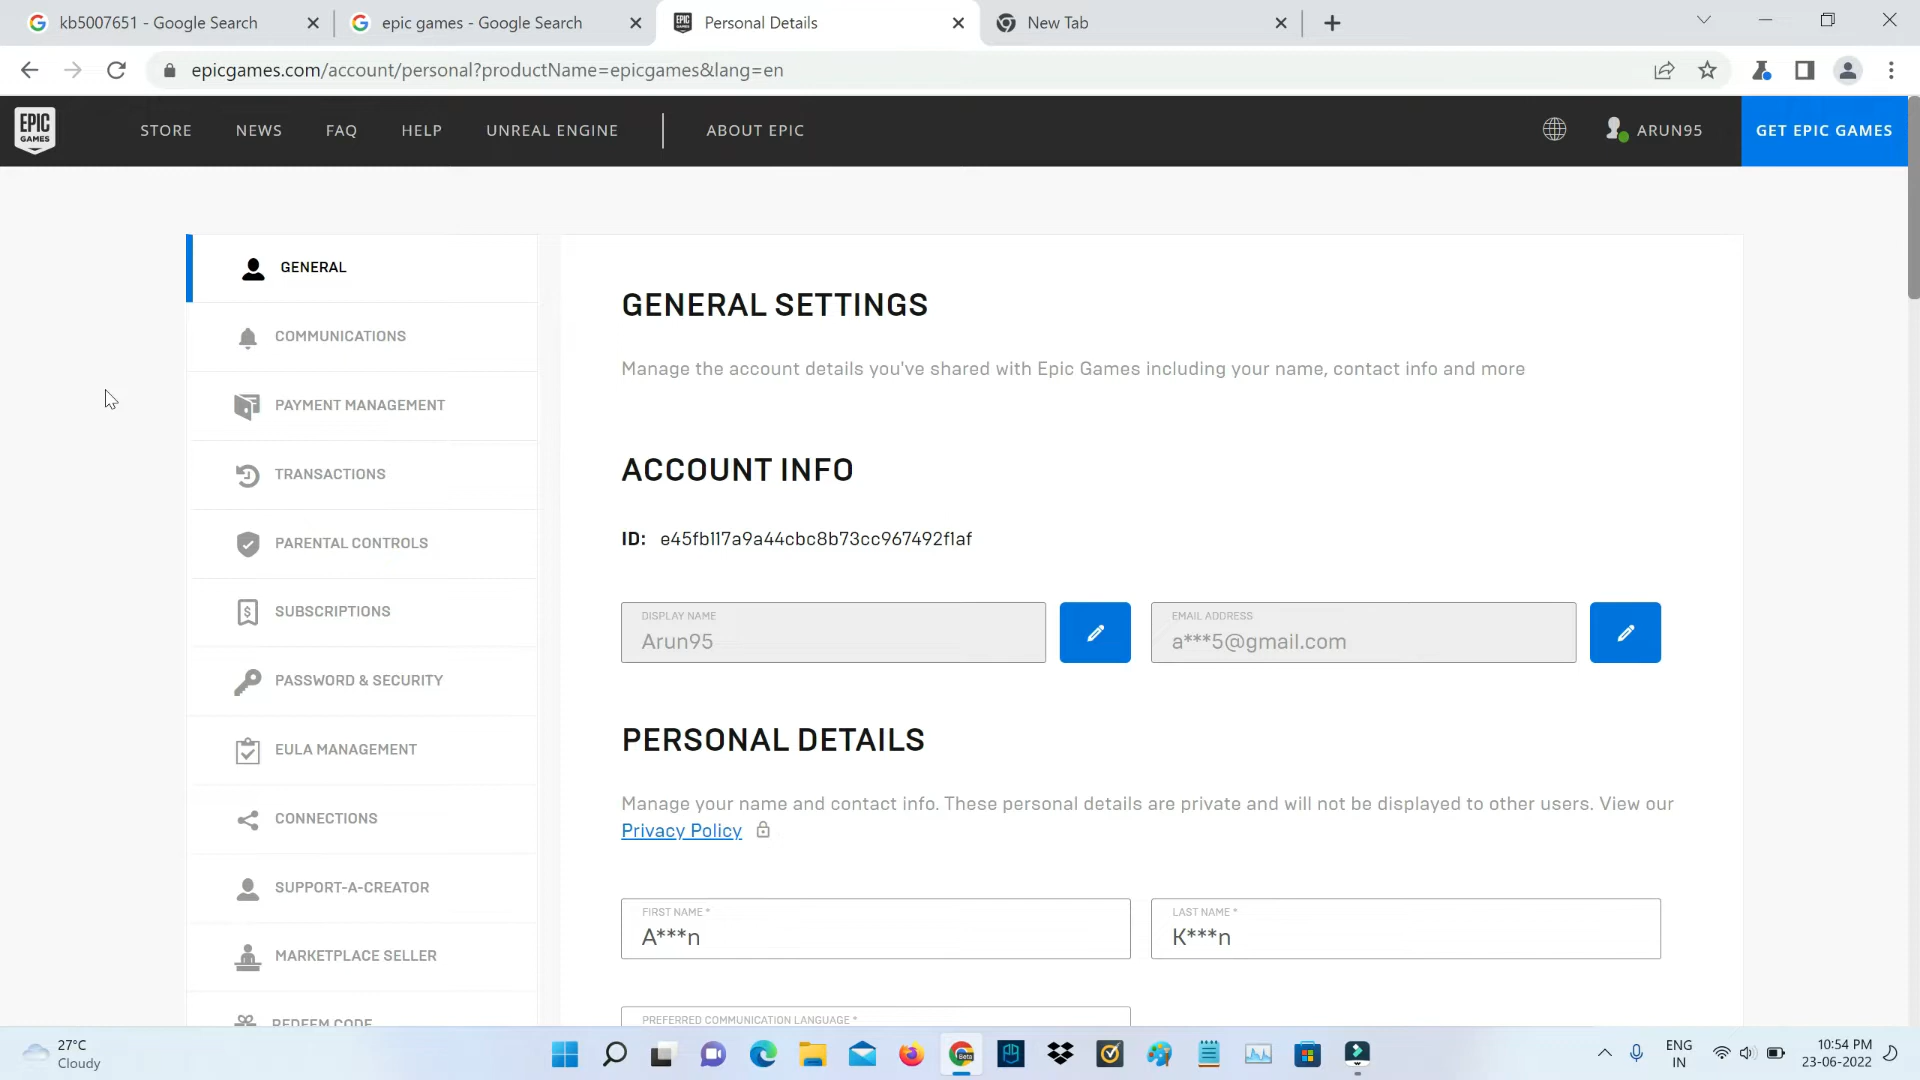 kb5007651 - Google Search
epic games - Google Search
Personal Details
New Tab
epicgames.com/account/personal?productName=epicgames&lang=en
EPIC GAMES
STORE
NEWS
FAQ
HELP
UNREAL ENGINE
ABOUT EPIC
ARUN95
GET EPIC GAMES
GENERAL
COMMUNICATIONS
PAYMENT MANAGEMENT
TRANSACTIONS
PARENTAL CONTROLS
SUBSCRIPTIONS
PASSWORD & SECURITY
EULA MANAGEMENT
CONNECTIONS
SUPPORT-A-CREATOR
MARKETPLACE SELLER
REDEEM CODE
GENERAL SETTINGS
Manage the account details you've shared with Epic Games including your name, contact info and more
ACCOUNT INFO
ID: e45fb117a9a44cbc8b73cc967492f1af
DISPLAY NAME
Arun95
EMAIL ADDRESS
a***5@gmail.com
PERSONAL DETAILS
Manage your name and contact info. These personal details are private and will not be displayed to other users. View our
Privacy Policy
FIRST NAME *
A***n
LAST NAME *
K***n
PREFERRED COMMUNICATION LANGUAGE *
27°C
Cloudy
Beta
ENG
IN
10:54 PM
23-06-2022